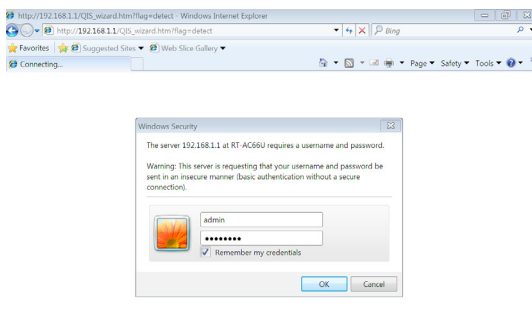 http://192.168.1.1/QIS_wizard.htm?flag=detect - Windows Internet Explorer
http://192.168.1.1/QIS_wizard.htm?flag=detect
Bing
Favorites Suggested Sites Web Slice Gallery
Connecting...
Page Safety Tools
Windows Security
The server 192.168.1.1 at RT-AC66U requires a username and password.
Warning: This server is requesting that your username and password be
sent in an insecure manner (basic authentication without a secure
connection).
admin
••••••••
Remember my credentials
OK Cancel